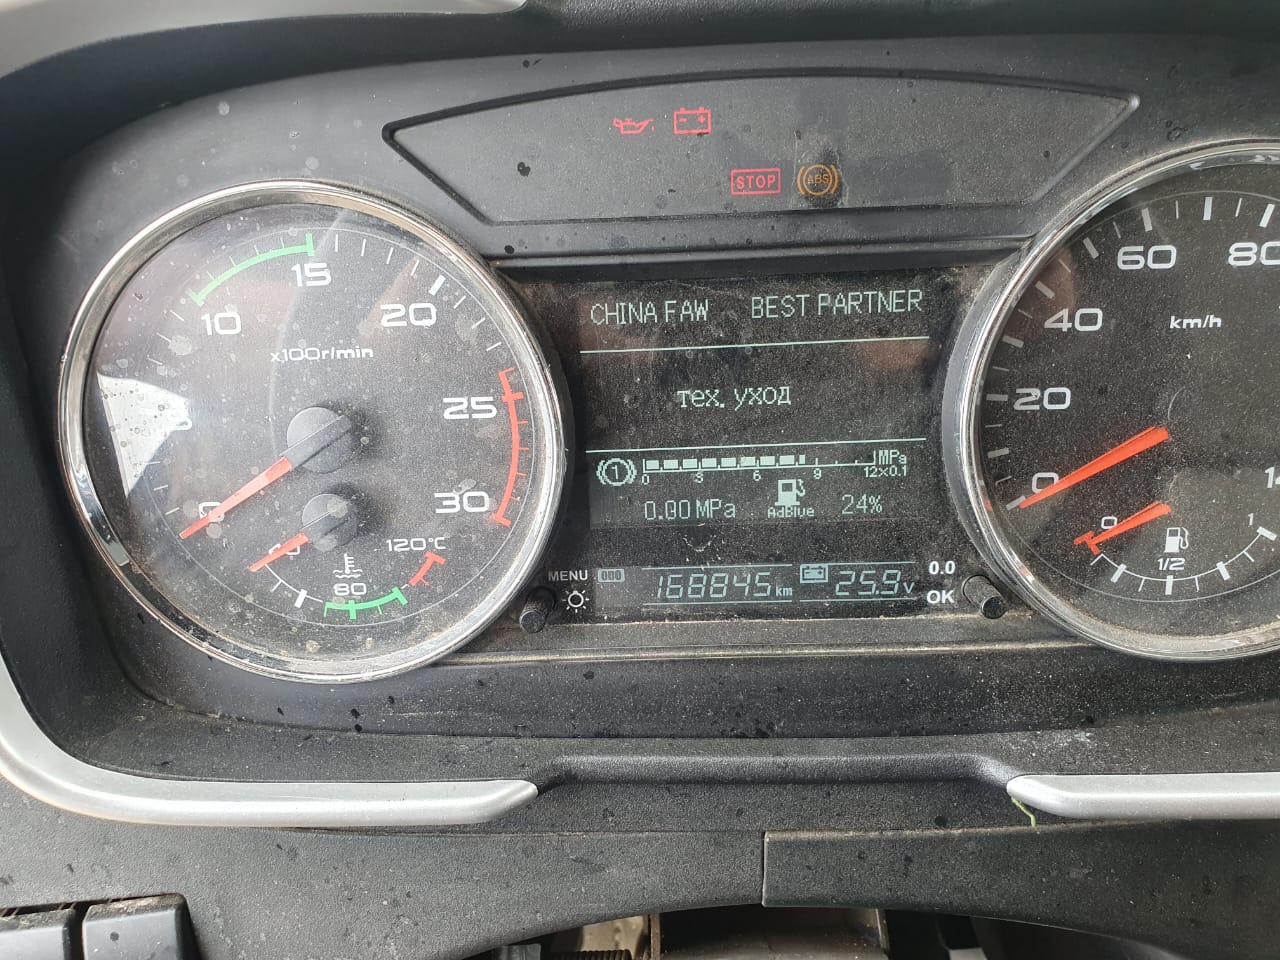 STOP ABS
CHINA FAW BEST PARTNER
тех. уход
1 MPa
0 3 6 9 12x0.1
0.00 MPa AdBlue 24%
MENU 168845 km 25.9 v 0.0
OK
10 15 20 25 30
x100r/min
80 120°C
0 20 40 60 80
km/h
0 1/2 1